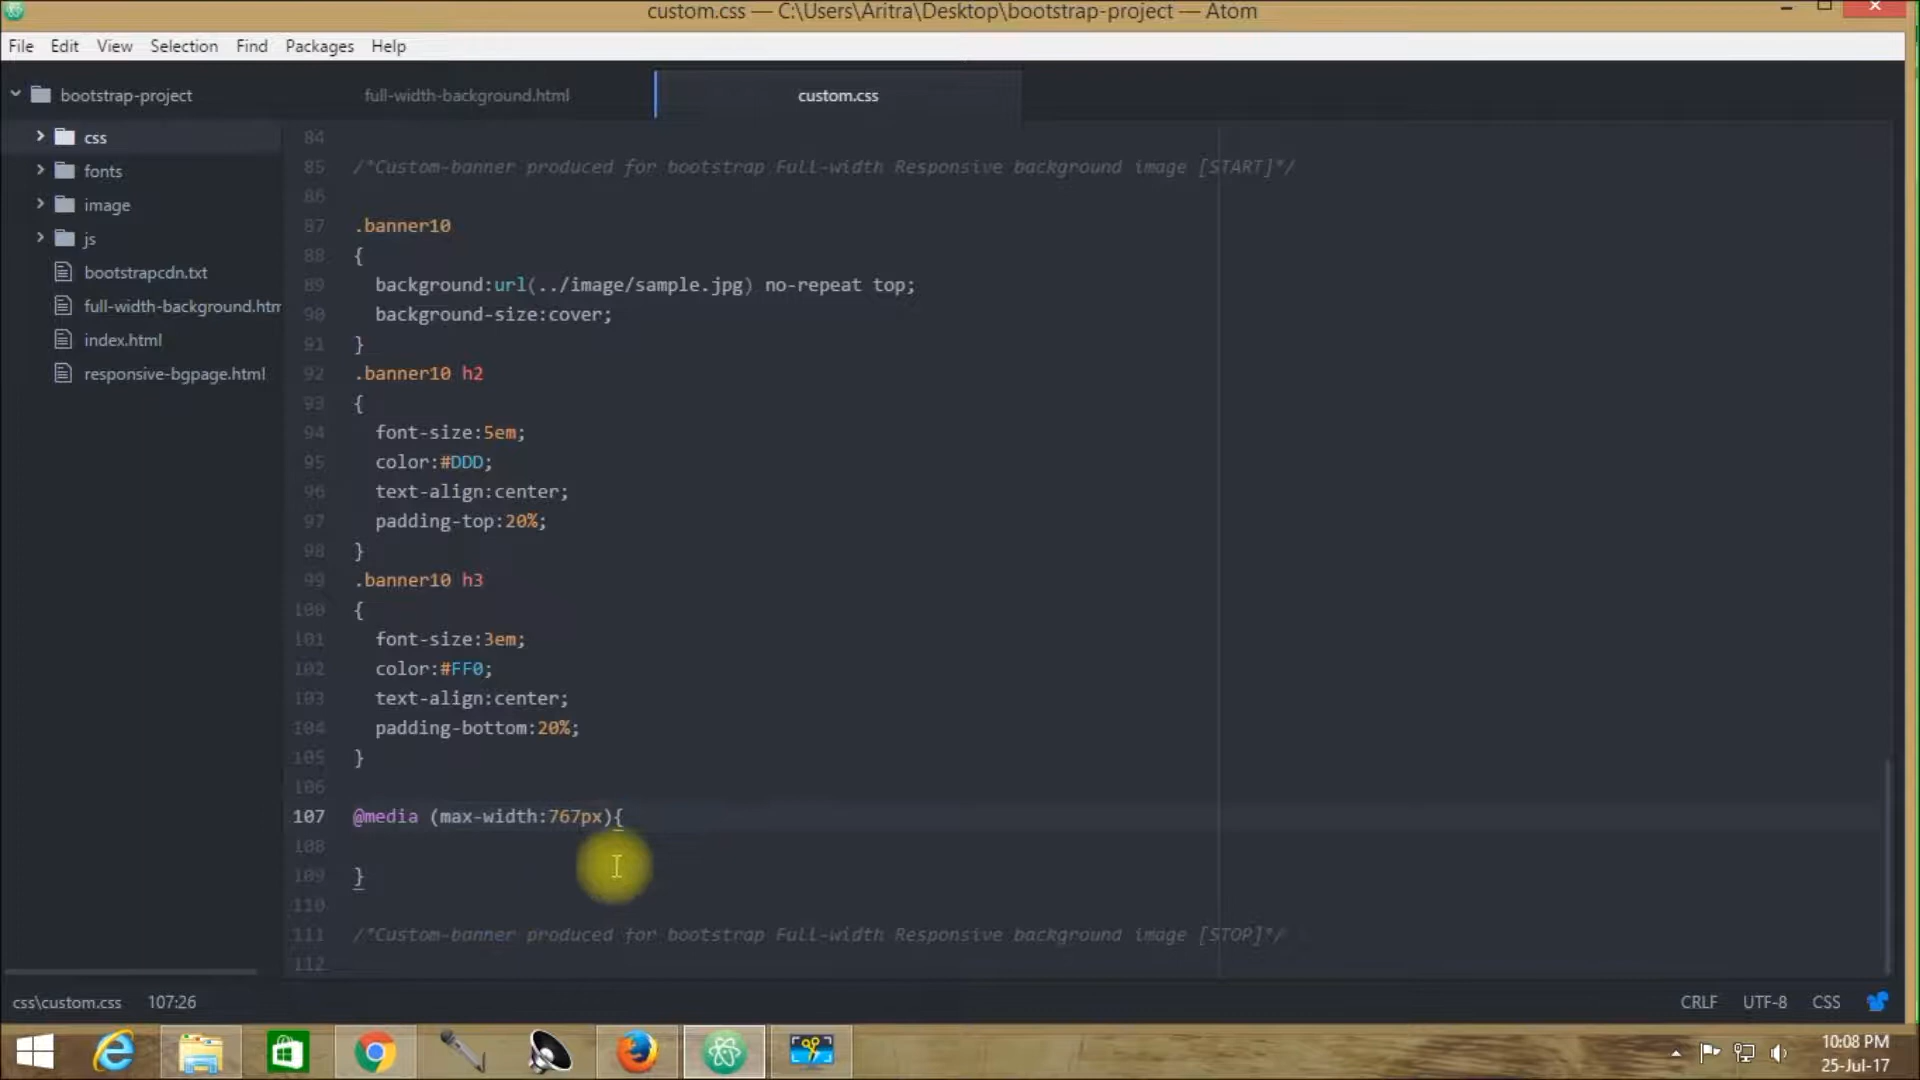 custom.css — C:\Users\Aritra\Desktop\bootstrap-project — Atom
File Edit View Selection Find Packages Help
bootstrap-project
full-width-background.html
custom.css
css
fonts
image
js
bootstrapcdn.txt
full-width-background.htm
index.html
responsive-bgpage.html
84
85 /*Custom-banner produced for bootstrap Full-width Responsive background image [START]*/
86
87 .banner10
88 {
89 background:url(../image/sample.jpg) no-repeat top;
90 background-size:cover;
91 }
92 .banner10 h2
93 {
94 font-size:5em;
95 color:#DDD;
96 text-align:center;
97 padding-top:20%;
98 }
99 .banner10 h3
100 {
101 font-size:3em;
102 color:#FF0;
103 text-align:center;
104 padding-bottom:20%;
105 }
106
107 @media (max-width:767px){
108
109 }
110
111 /*Custom-banner produced for bootstrap Full-width Responsive background image [STOP]*/
112
css\custom.css 107:26
CRLF UTF-8 CSS
10:08 PM
25-Jul-17